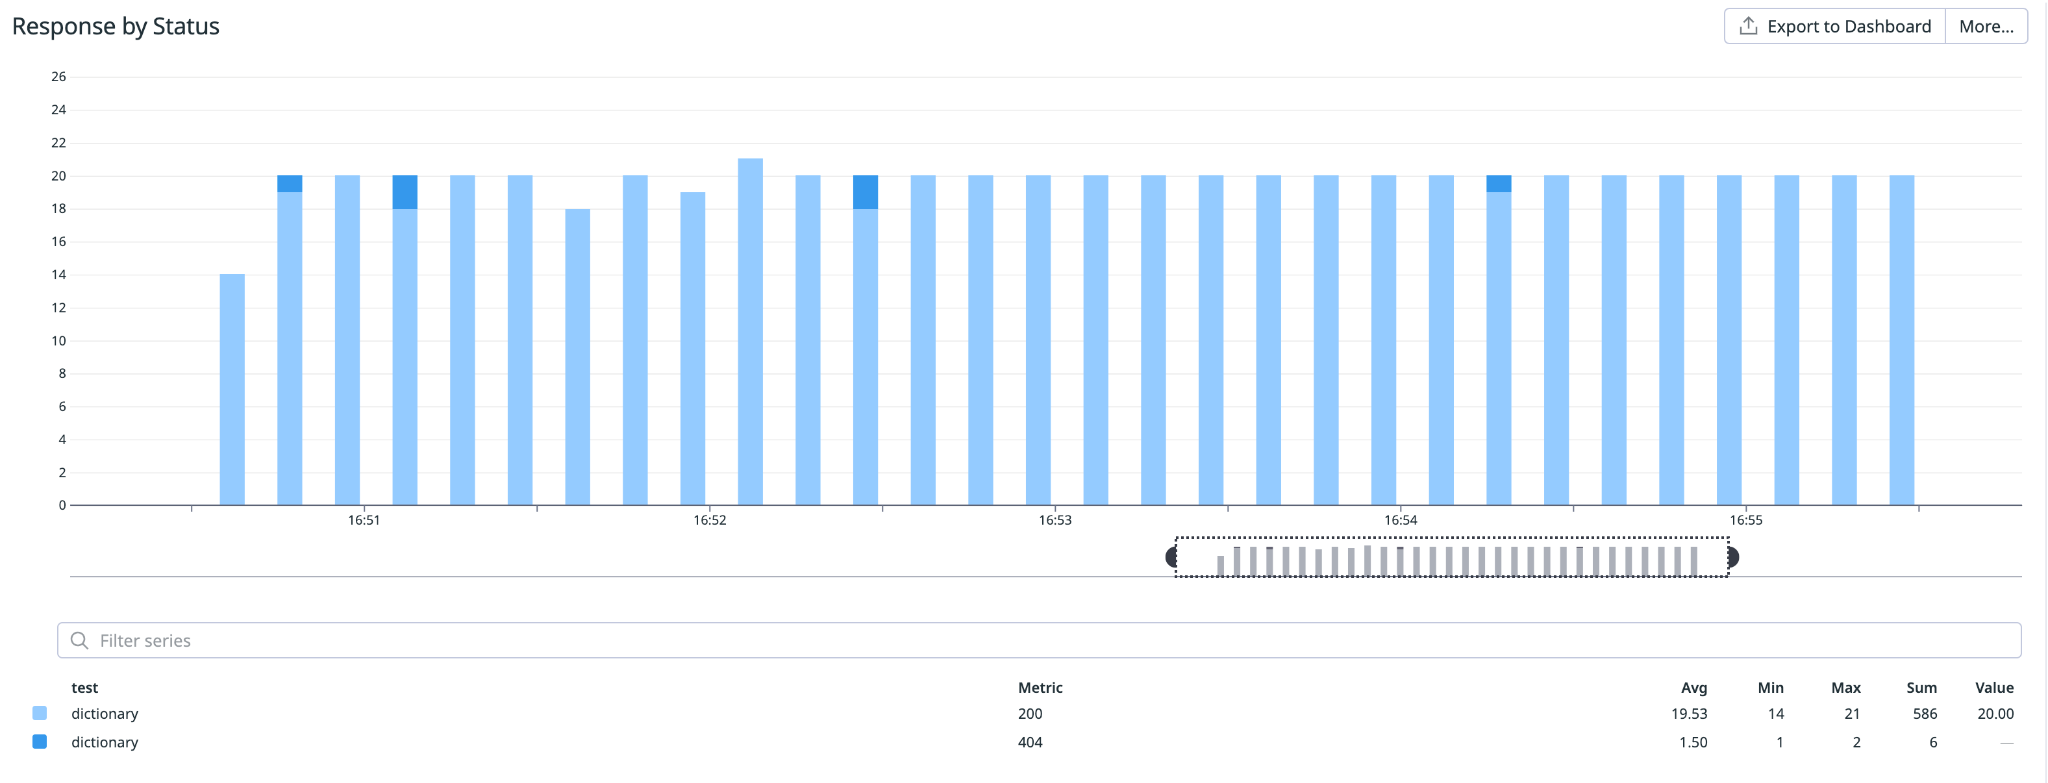 Response by Status
Export to Dashboard More...
26
24
22
20
18
16
14
12
10
8
6
4
2
0
16:51 16:52 16:53 16:54 16:55
Filter series
test Metric Avg Min Max Sum Value
dictionary 200 19.53 14 21 586 20.00
dictionary 404 1.50 1 2 6 —